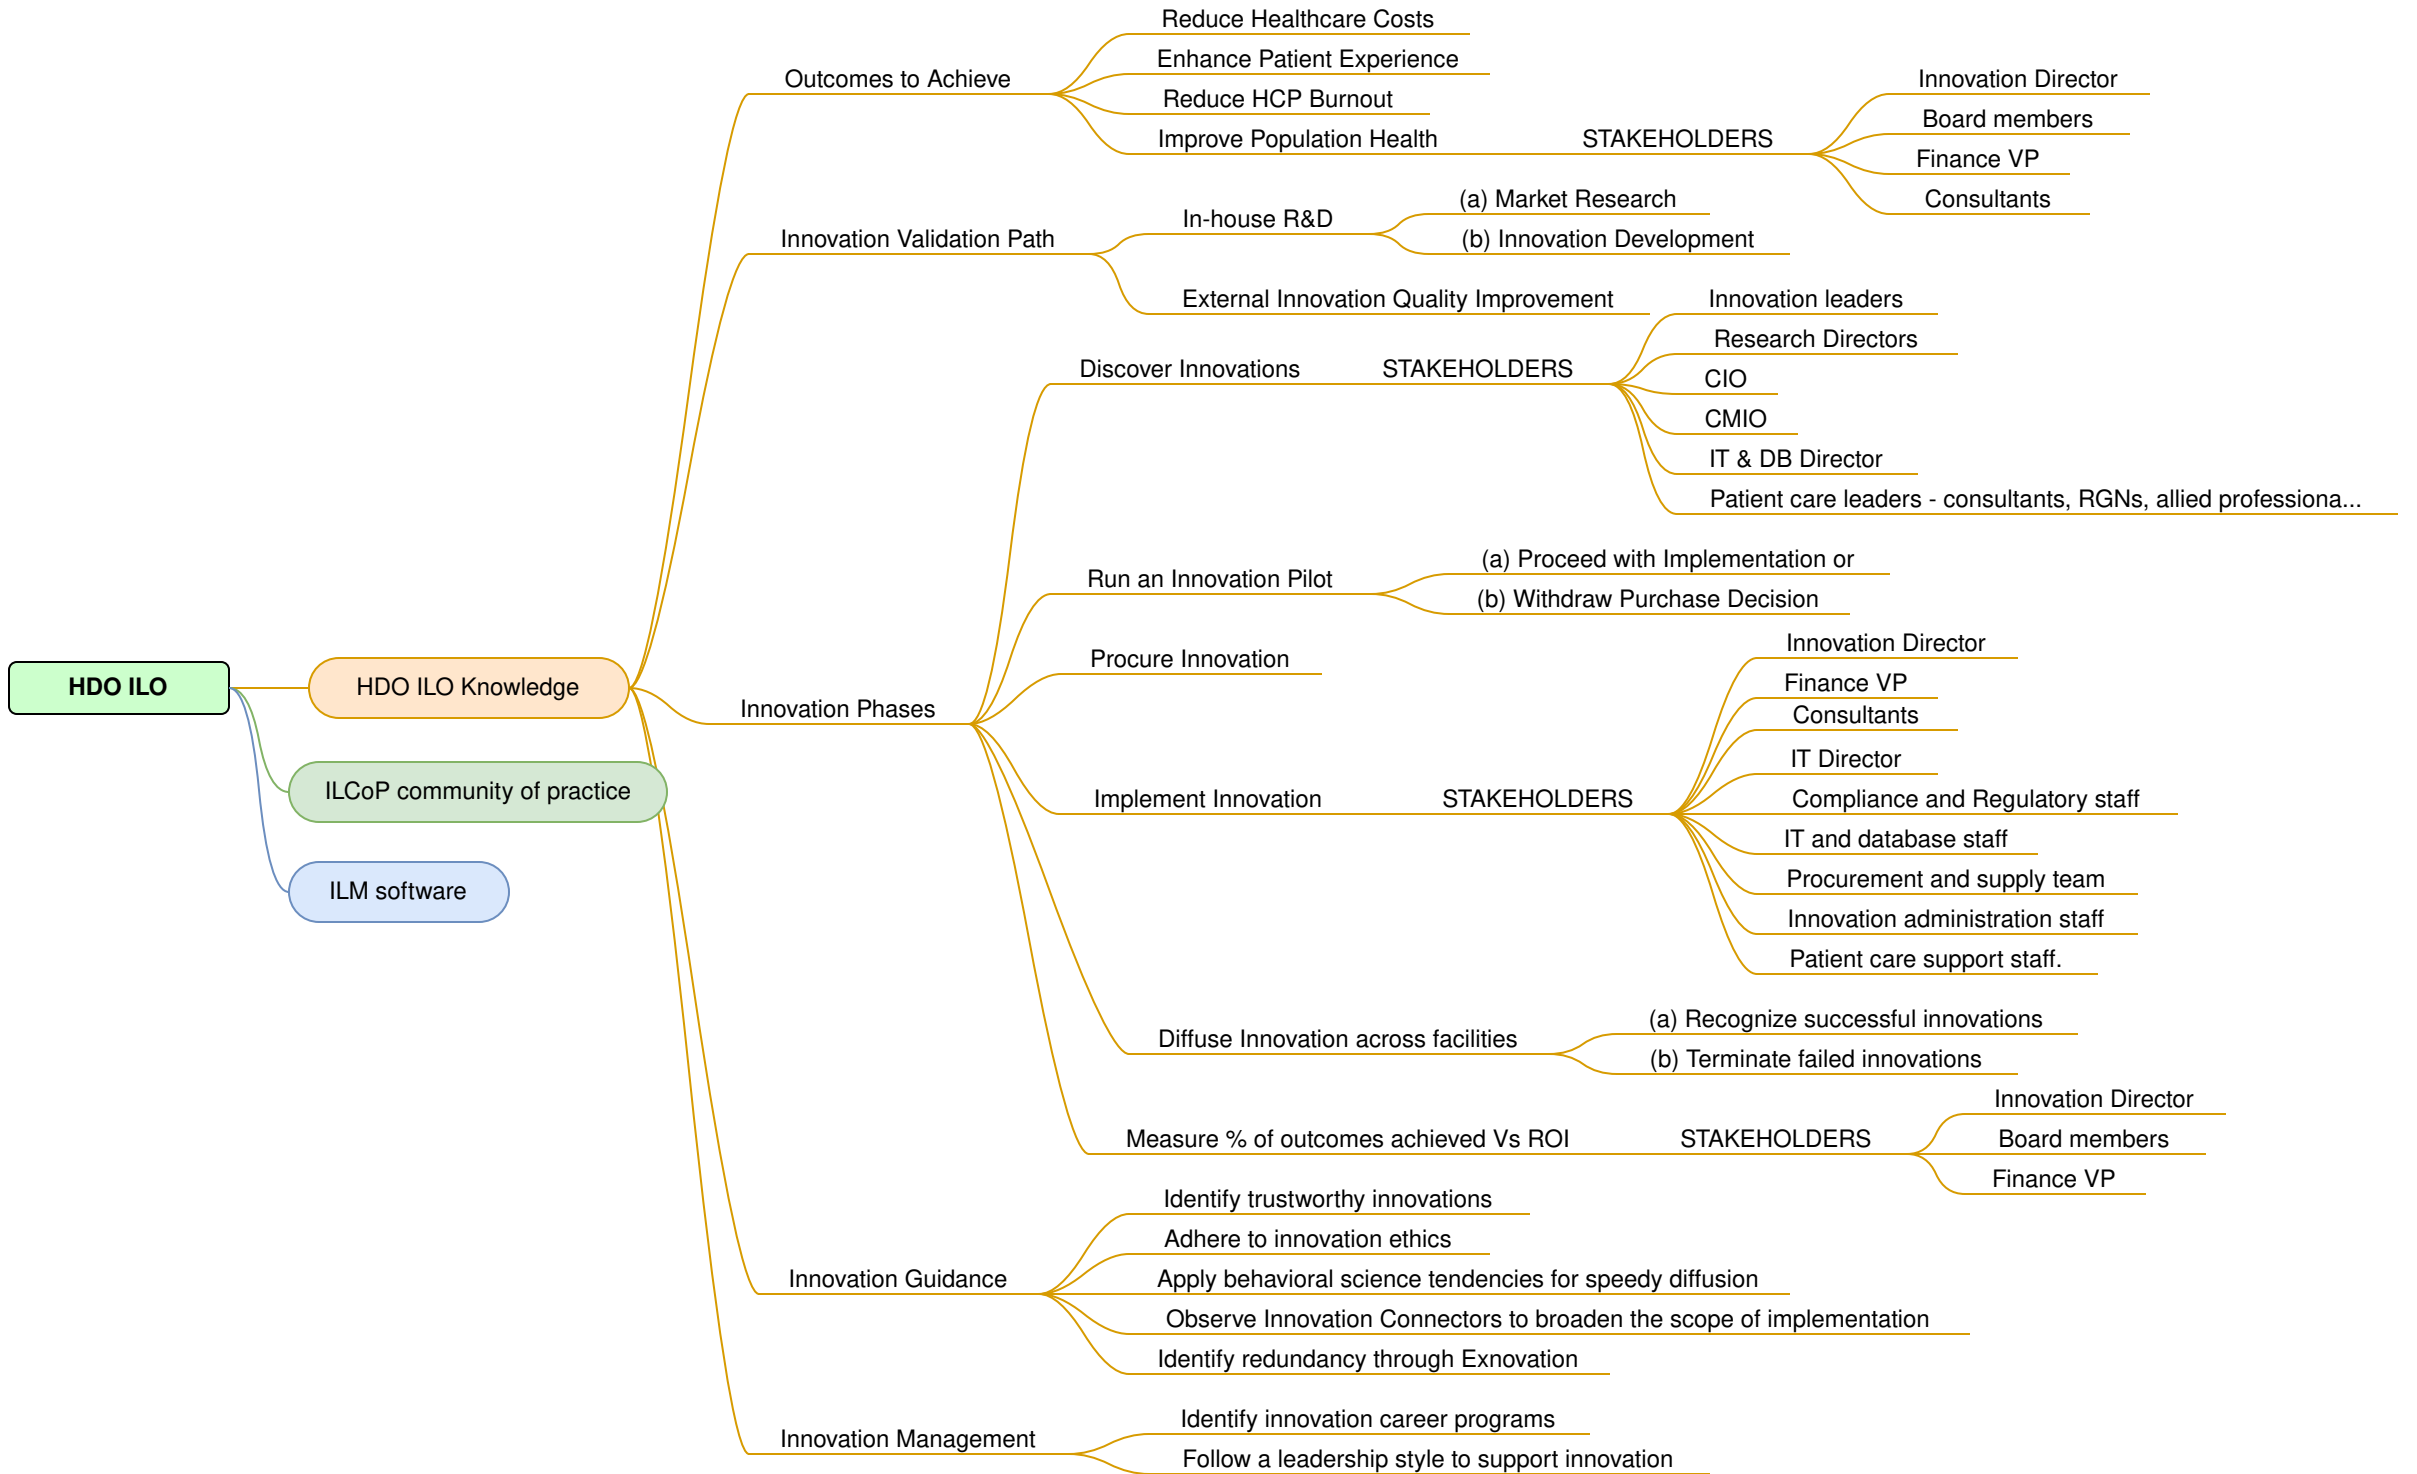 HDO ILO
HDO ILO Knowledge
Outcomes to Achieve
Reduce Healthcare Costs
Enhance Patient Experience
Reduce HCP Burnout
Improve Population Health
STAKEHOLDERS
Innovation Director
Board members
Finance VP
Consultants
Innovation Validation Path
In-house R&D
(a) Market Research
(b) Innovation Development
External Innovation Quality Improvement
Innovation Phases
Discover Innovations
STAKEHOLDERS
Innovation leaders
Research Directors
CIO
CMIO
IT & DB Director
Patient care leaders - consultants, RGNs, allied professiona...
Run an Innovation Pilot
(a) Proceed with Implementation or
(b) Withdraw Purchase Decision
Procure Innovation
Implement Innovation
STAKEHOLDERS
Innovation Director
Finance VP
Consultants
IT Director
Compliance and Regulatory staff
IT and database staff
Procurement and supply team
Innovation administration staff
Patient care support staff.
Diffuse Innovation across facilities
(a) Recognize successful innovations
(b) Terminate failed innovations
Measure % of outcomes achieved Vs ROI
STAKEHOLDERS
Innovation Director
Board members
Finance VP
Innovation Guidance
Identify trustworthy innovations
Adhere to innovation ethics
Apply behavioral science tendencies for speedy diffusion
Observe Innovation Connectors to broaden the scope of implementation
Identify redundancy through Exnovation
Innovation Management
Identify innovation career programs
Follow a leadership style to support innovation
ILCoP community of practice
ILM software